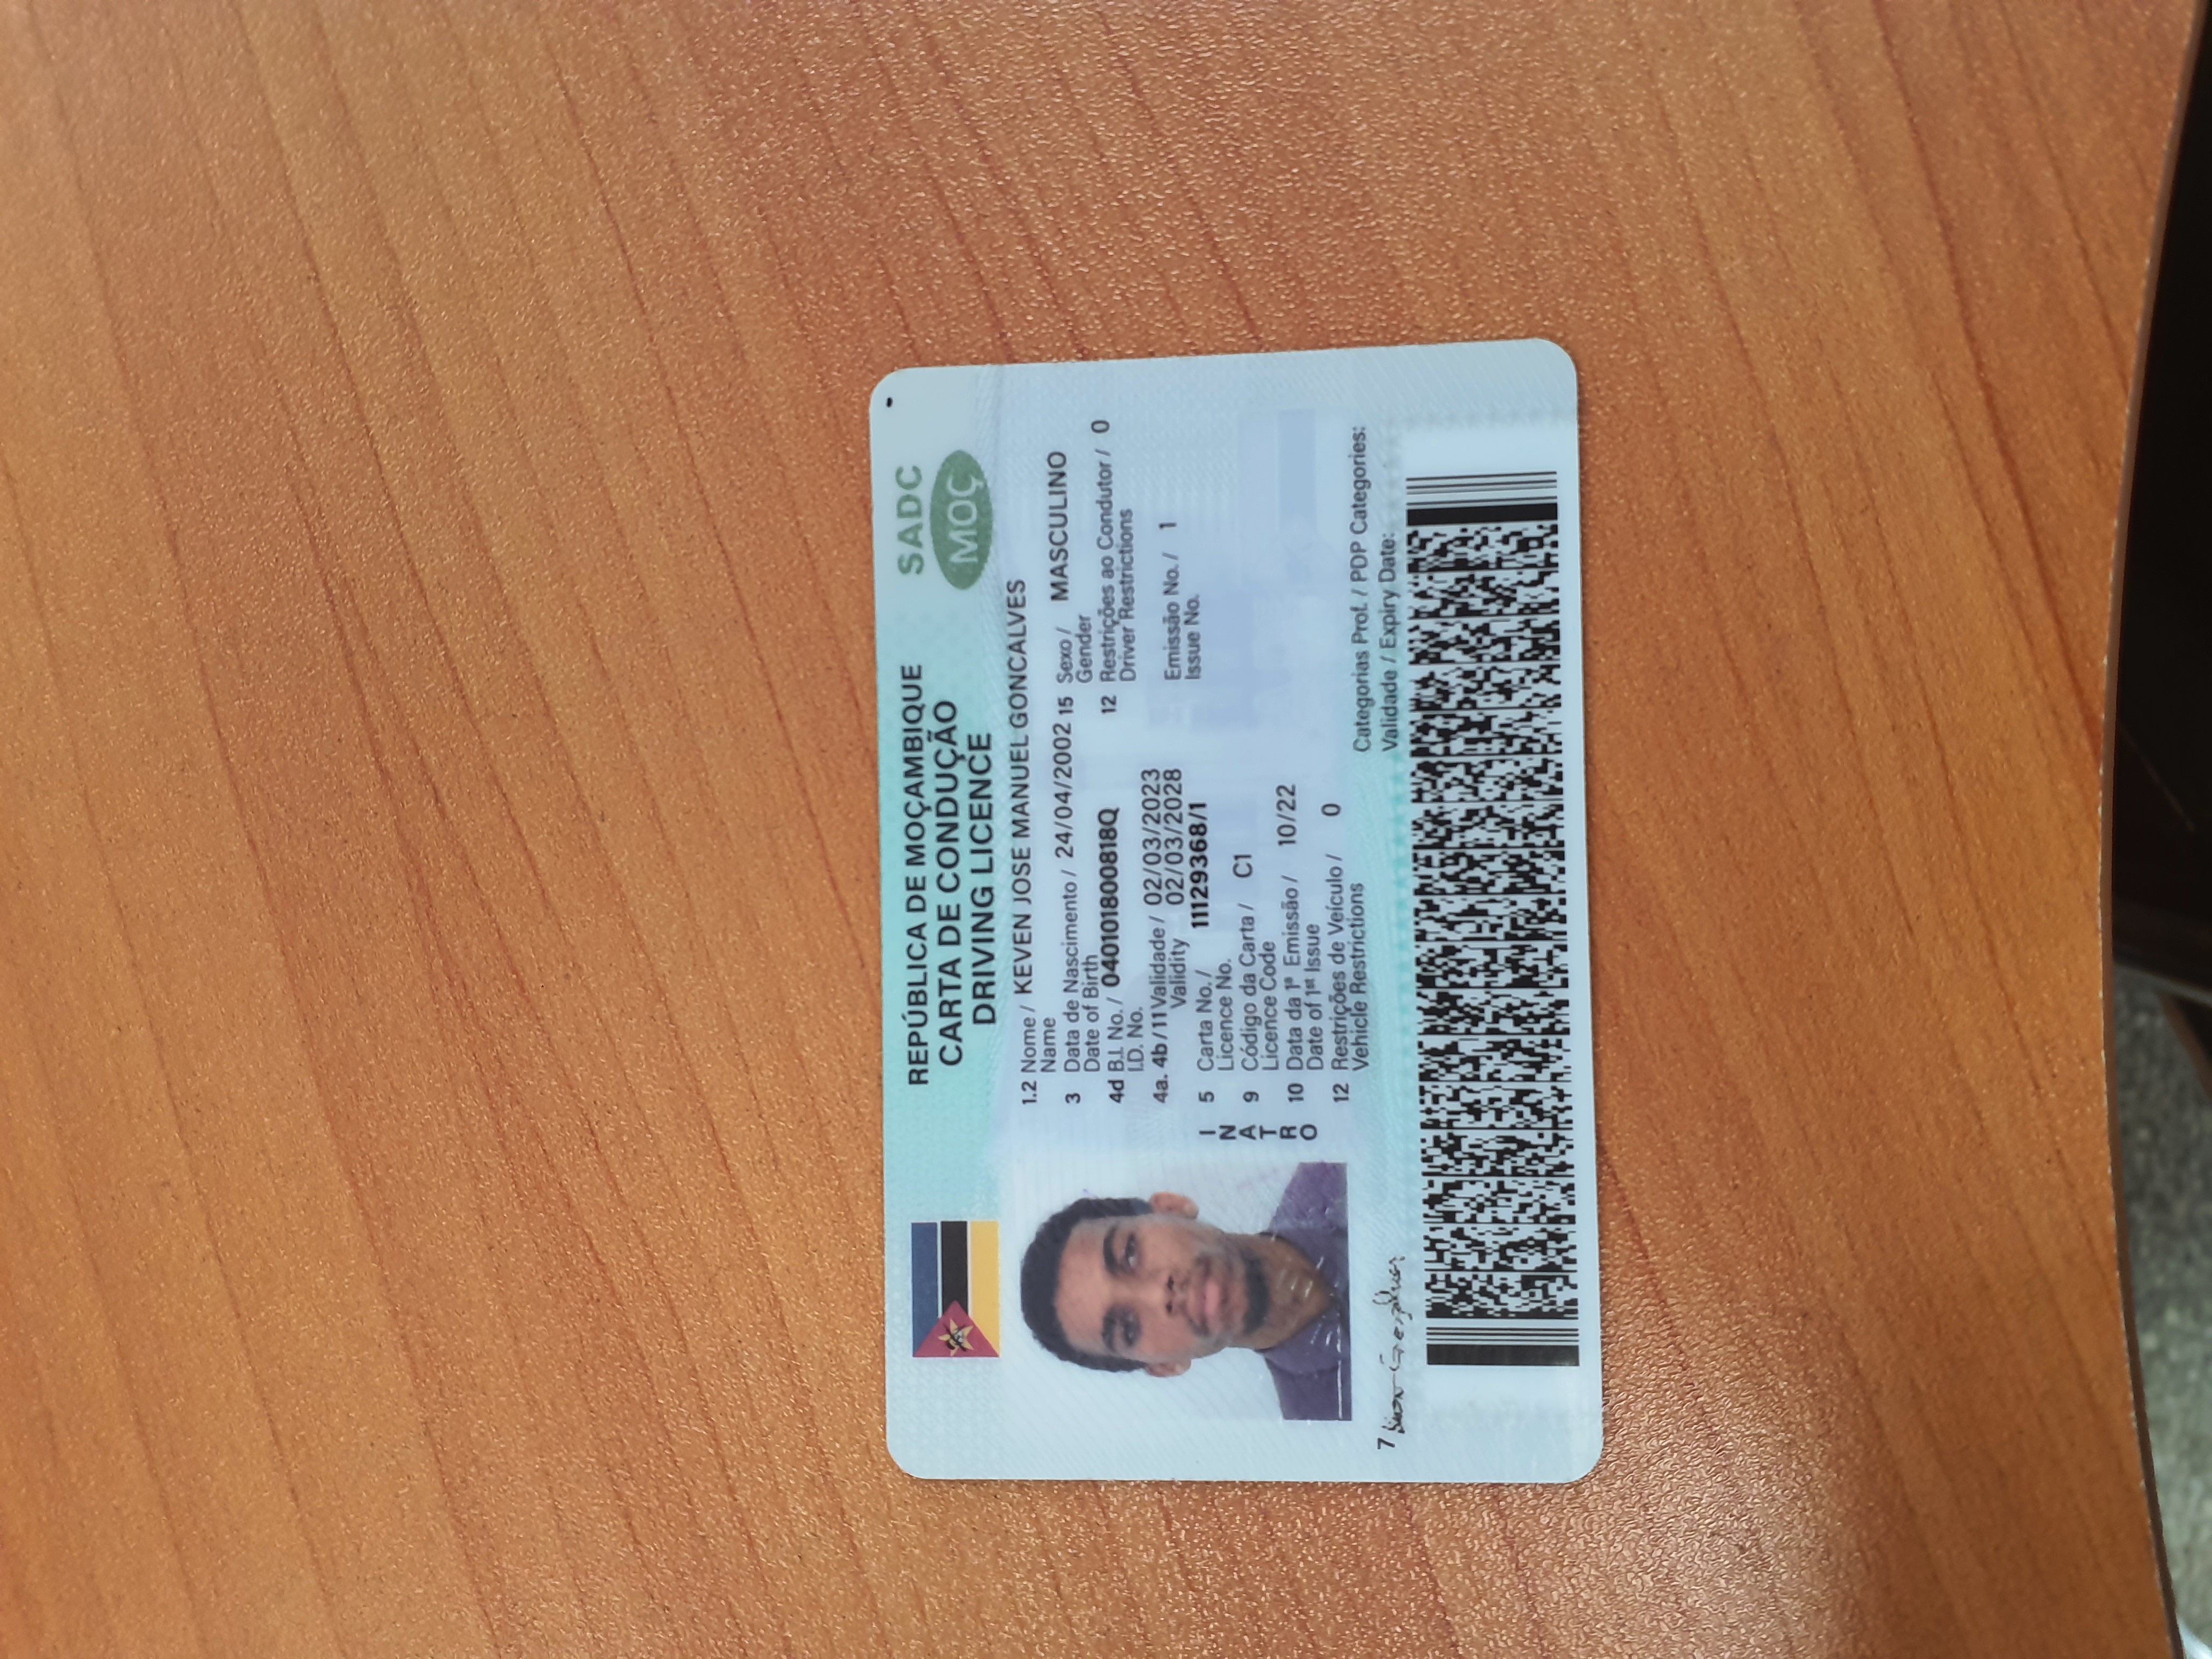 REPÚBLICA DE MOÇAMBIQUE
CARTA DE CONDUÇÃO
DRIVING LICENCE
SADC
MOÇ
1.2 Nome / KEVEN JOSE MANUEL GONCALVES
Name
3 Data de Nascimento / 24/04/2002 15 Sexo / MASCULINO
Date of Birth Gender
4d B.I. No. / 040101800818Q 12 Restrições ao Condutor / 0
I.D. No. Driver Restrictions
4a. 4b/11 Validade / 02/03/2023
Validity 02/03/2028
Emissão No. / 1
Issue No.
INATRO
5 Carta No. / 11129368/1
Licence No.
9 Código da Carta / C1
Licence Code
10 Data da 1ª Emissão / 10/22
Date of 1st Issue
12 Restrições de Veículo / 0
Vehicle Restrictions
Categorias Prof. / PDP Categories:
Validade / Expiry Date:
7